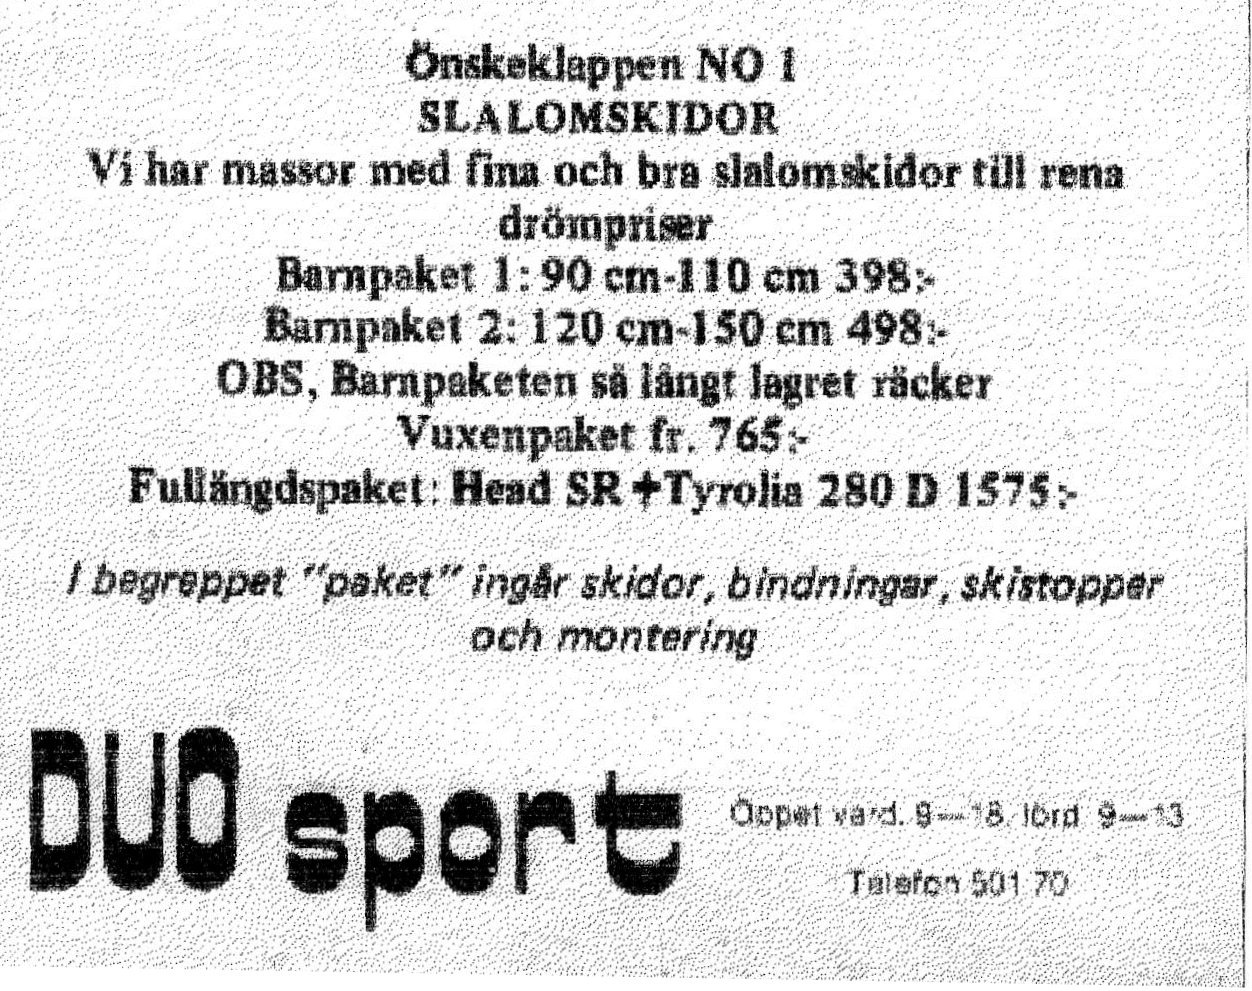 Önskeklappen NO 1
SLALOMSKIDOR
Vi har massor med fina och bra slalomskidor till rena
drömpriser
Barnpaket 1: 90 cm-110 cm 398:-
Barnpaket 2: 120 cm-150 cm 498:-
OBS, Barnpaketen så långt lagret räcker
Vuxenpaket fr. 765:-
Fullängdspaket: Head SR + Tyrolia 280 D 1575:-
I begreppet "paket" ingår skidor, bindningar, skistopper
och montering
DUO sport
Öppet vard. 9—18, lörd 9—13
Telefon 501 70